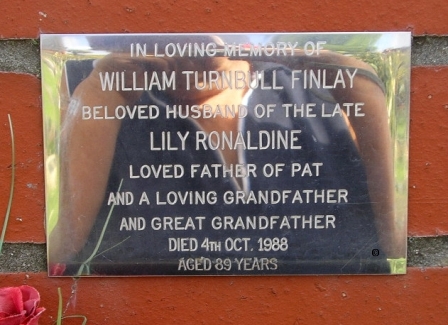 IN LOVING MEMORY OF
WILLIAM TURNBULL FINLAY
BELOVED HUSBAND OF THE LATE
LILY RONALDINE
LOVED FATHER OF PAT
AND A LOVING GRANDFATHER
AND GREAT GRANDFATHER
DIED 4TH OCT. 1988
AGED 89 YEARS